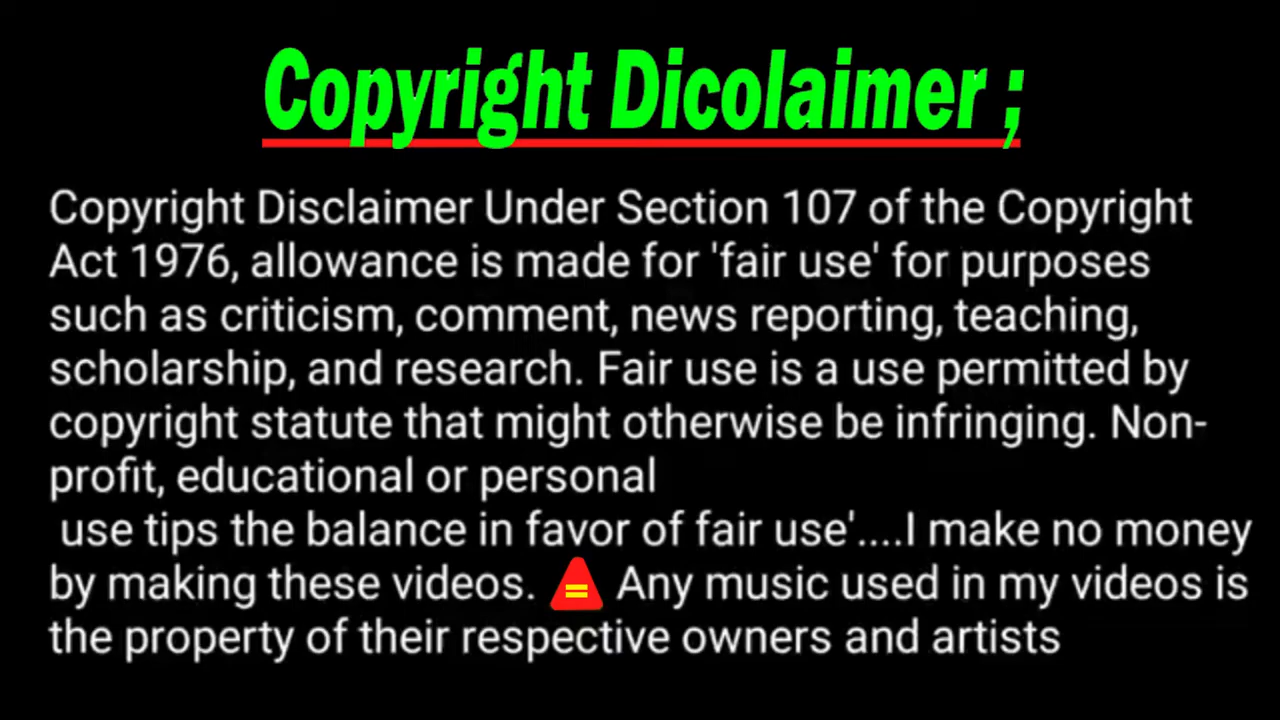 Copyright Dicolaimer ;
Copyright Disclaimer Under Section 107 of the Copyright
Act 1976, allowance is made for 'fair use' for purposes
such as criticism, comment, news reporting, teaching,
scholarship, and research. Fair use is a use permitted by
copyright statute that might otherwise be infringing. Non-
profit, educational or personal
use tips the balance in favor of fair use'....I make no money
by making these videos. = Any music used in my videos is
the property of their respective owners and artists